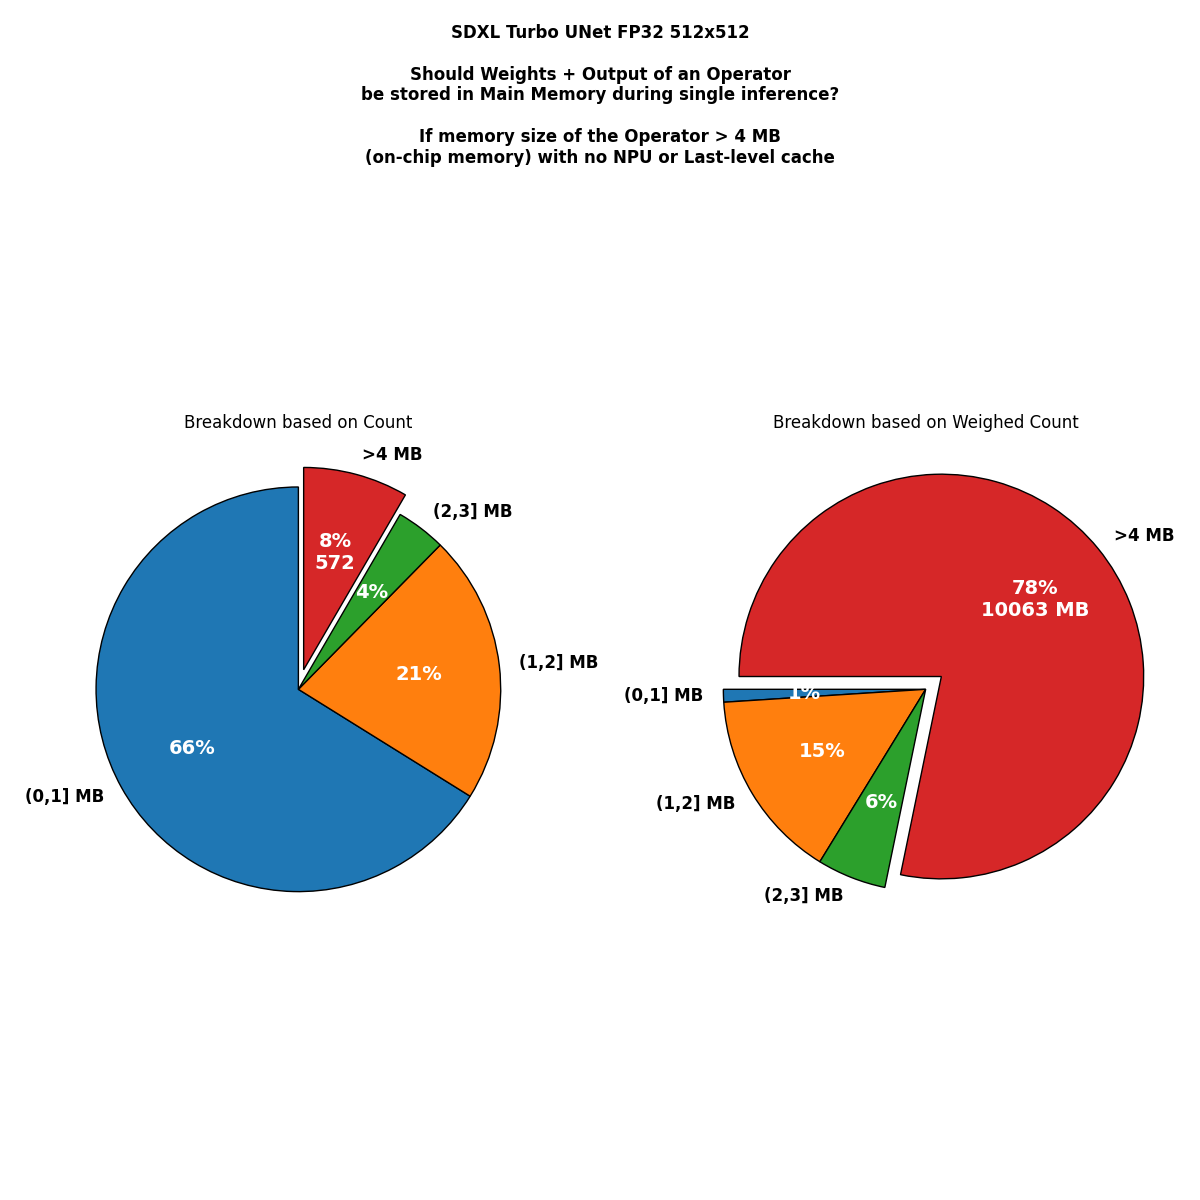 SDXL Turbo UNet FP32 512x512
Should Weights + Output of an Operator
be stored in Main Memory during single inference?
If memory size of the Operator > 4 MB
(on-chip memory) with no NPU or Last-level cache
Breakdown based on Count
>4 MB
8%
572
(2,3] MB
4%
(1,2] MB
21%
66%
(0,1] MB
Breakdown based on Weighed Count
>4 MB
78%
10063 MB
(0,1] MB
1%
15%
(1,2] MB
6%
(2,3] MB